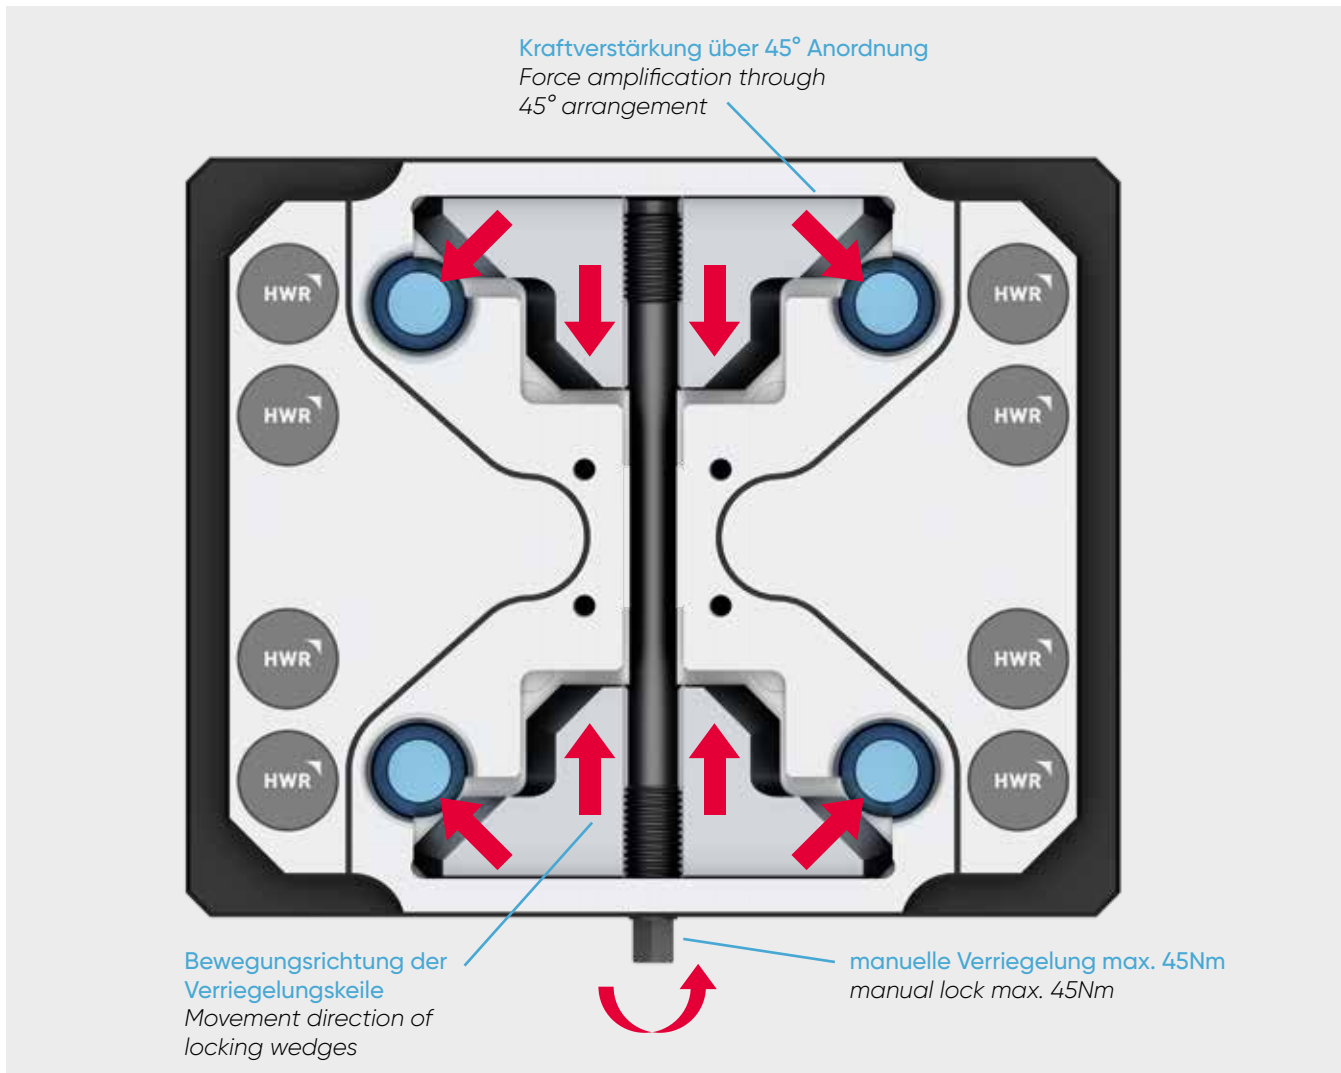 Kraftverstärkung über 45° Anordnung
Force amplification through
45° arrangement
HWR
HWR
HWR
HWR
HWR
HWR
HWR
HWR
Bewegungsrichtung der
Verriegelungskeile
Movement direction of
locking wedges
manuelle Verriegelung max. 45Nm
manual lock max. 45Nm